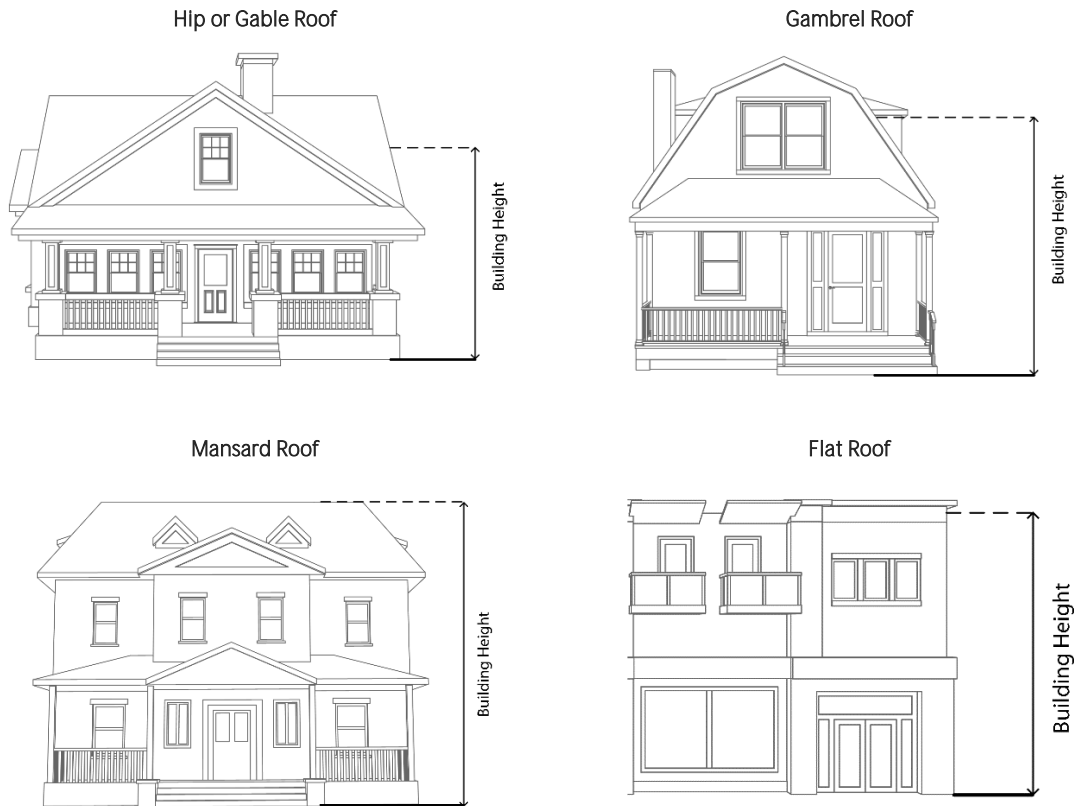 Hip or Gable Roof
Gambrel Roof
Building Height
Building Height
Mansard Roof
Flat Roof
Building Height
Building Height